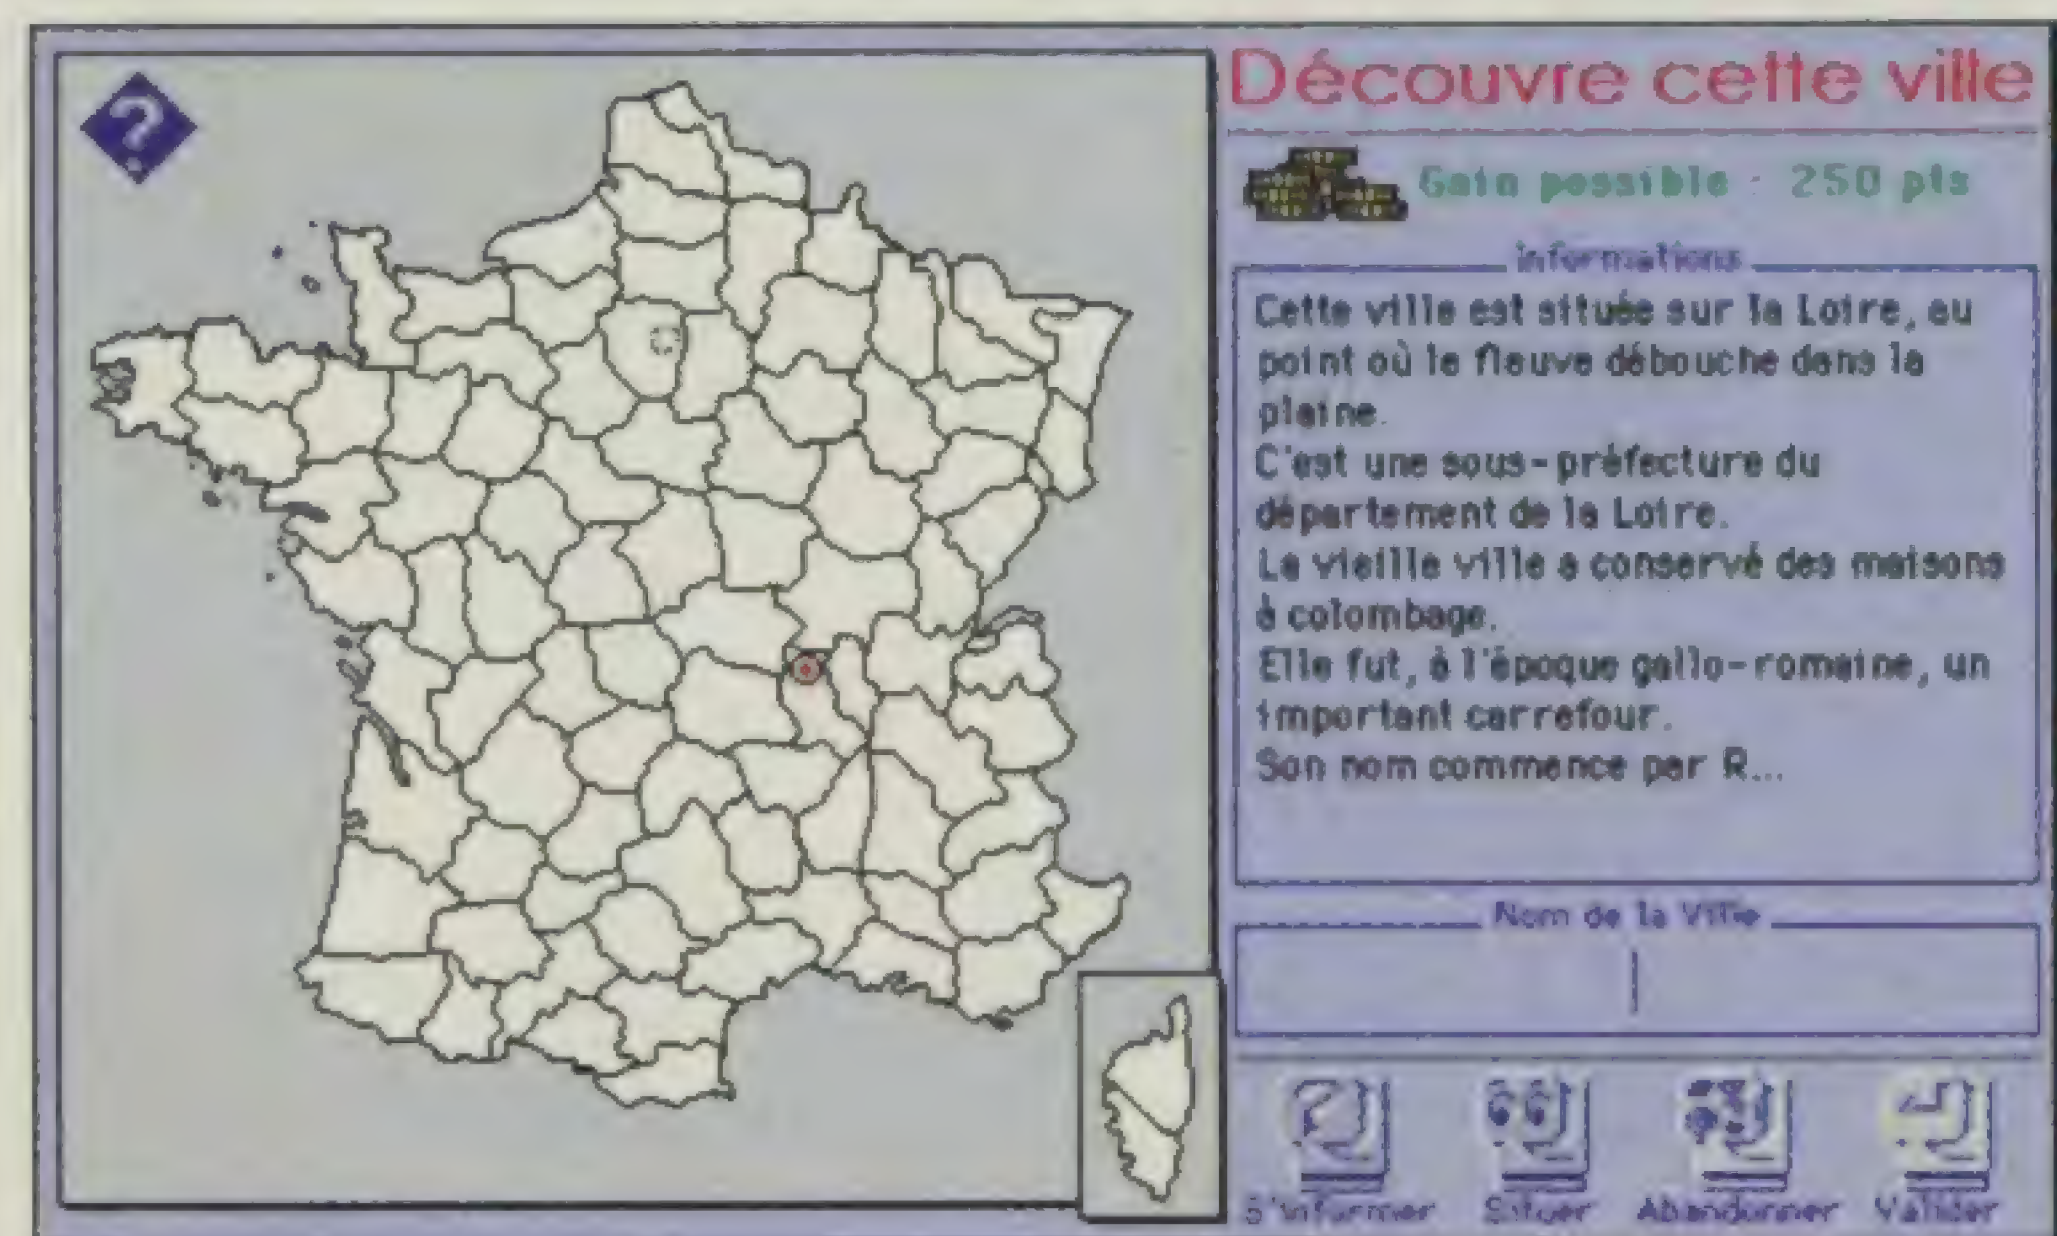 ?
Découvre cette ville
Gain possible : 250 pts
Informations
Cette ville est située sur la Loire, au
point où le fleuve débouche dans la
plaine.
C'est une sous-préfecture du
département de la Loire.
La vieille ville a conservé des maisons
à colombage.
Elle fut, à l'époque gallo-romaine, un
important carrefour.
Son nom commence par R...
Nom de la Ville
S'informer Situer Abandonner Valider